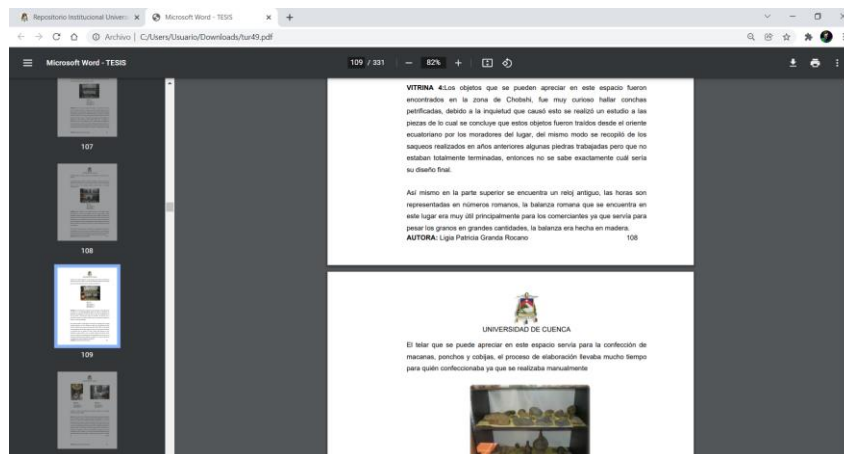 Repositorio Institucional Univers
Microsoft Word - TESIS
Archivo | C:/Users/Usuario/Downloads/tur49.pdf
Microsoft Word - TESIS
109 / 331
82%
107
108
109
VITRINA 4:Los objetos que se pueden apreciar en este espacio fueron
encontrados en la zona de Chobshi, fue muy curioso hallar conchas
petrificadas, debido a la inquietud que causó esto se realizó un estudio a las
piezas de lo cual se concluye que estos objetos fueron traídos desde el oriente
ecuatoriano por los moradores del lugar, del mismo modo se recopiló de los
saqueos realizados en años anteriores algunas piedras trabajadas pero que no
estaban totalmente terminadas, entonces no se sabe exactamente cuál sería
su diseño final.
Así mismo en la parte superior se encuentra un reloj antiguo, las horas son
representadas en números romanos, la balanza romana que se encuentra en
este lugar era muy útil principalmente para los comerciantes ya que servía para
pesar los granos en grandes cantidades, la balanza era hecha en madera.
AUTORA: Ligia Patricia Granda Rocano 108
UNIVERSIDAD DE CUENCA
El telar que se puede apreciar en este espacio servía para la confección de
macanas, ponchos y cobijas, el proceso de elaboración llevaba mucho tiempo
para quién confeccionaba ya que se realizaba manualmente